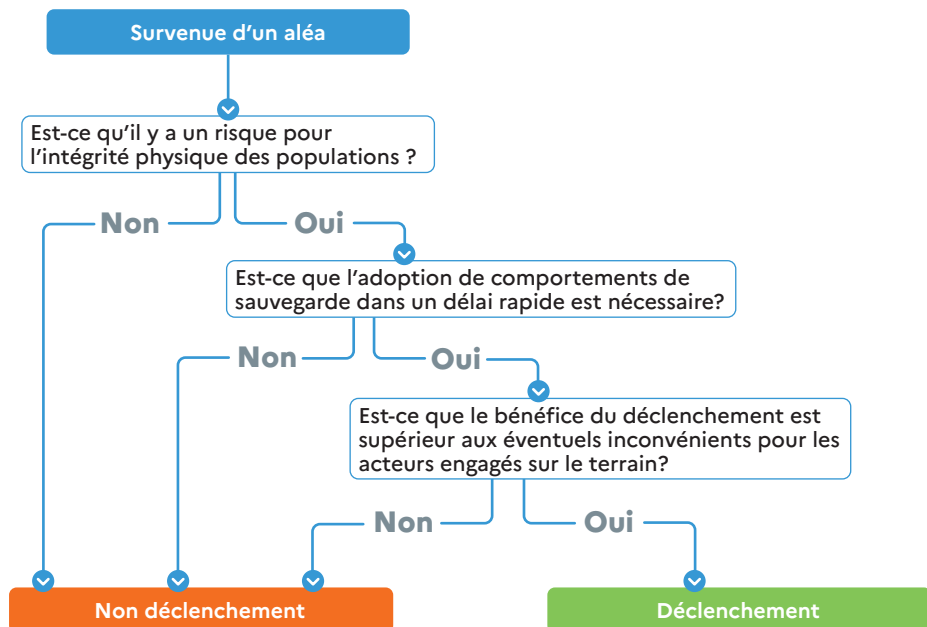 Survenue d'un aléa
Est-ce qu'il y a un risque pour
l'intégrité physique des populations ?
Non
Oui
Est-ce que l'adoption de comportements de
sauvegarde dans un délai rapide est nécessaire?
Non
Oui
Est-ce que le bénéfice du déclenchement est
supérieur aux éventuels inconvénients pour les
acteurs engagés sur le terrain?
Non
Oui
Non déclenchement
Déclenchement